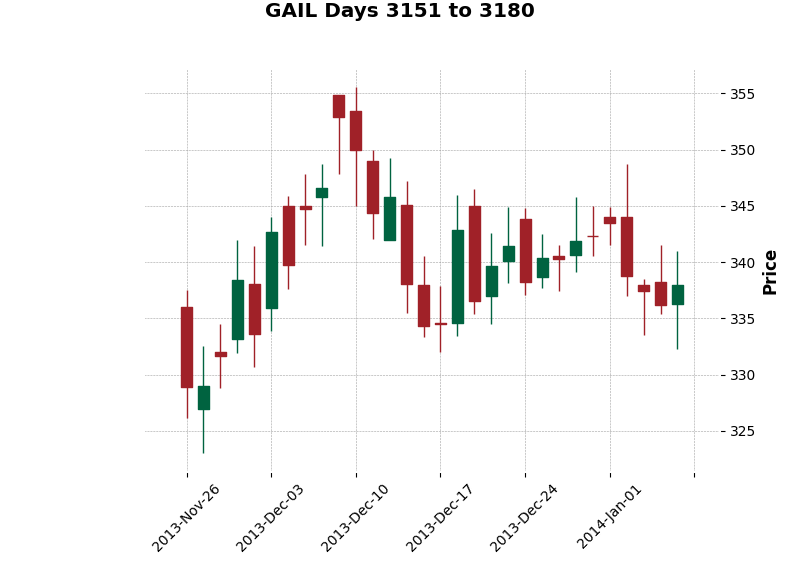 GAIL Days 3151 to 3180
355
350
345
340
335
330
325
Price
2013-Nov-26
2013-Dec-03
2013-Dec-10
2013-Dec-17
2013-Dec-24
2014-Jan-01